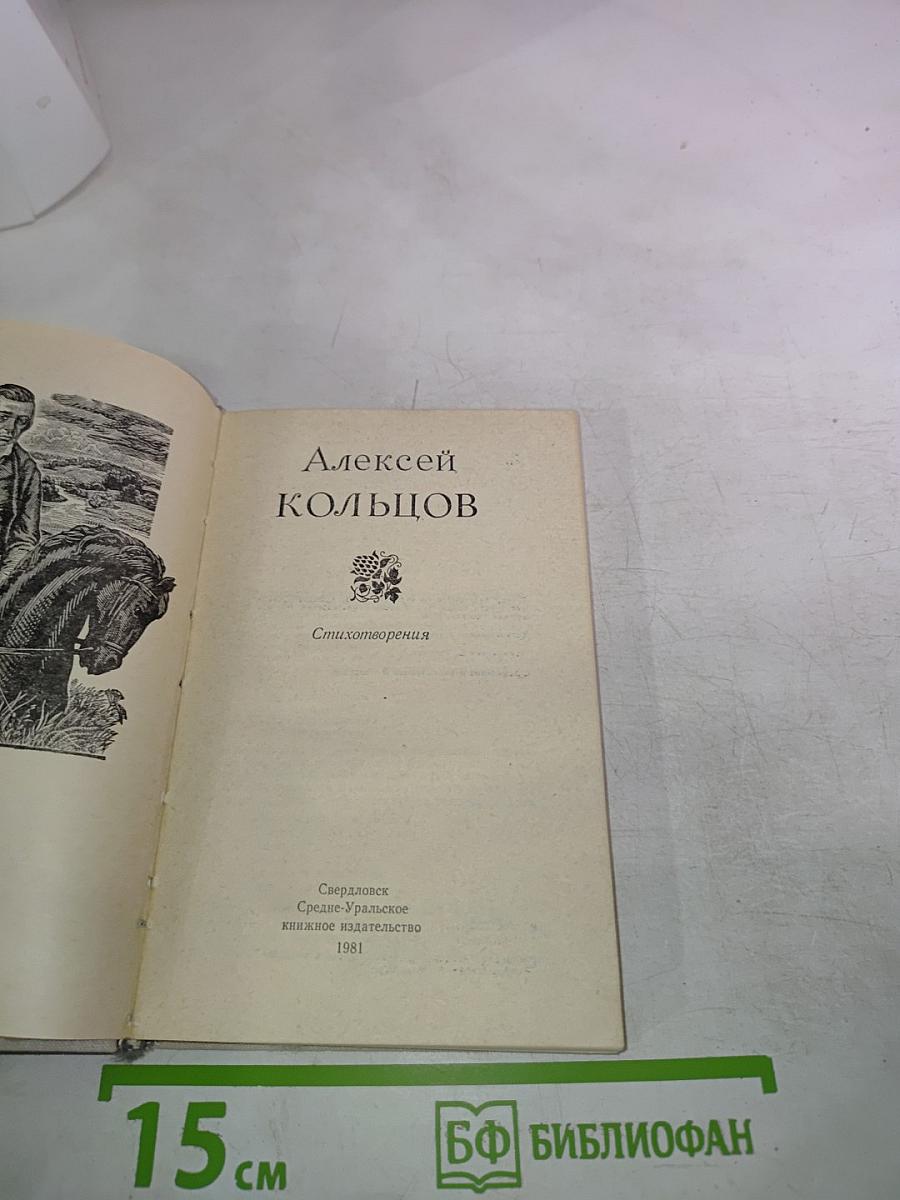 Алексей
КОЛЬЦОВ
Стихотворения
Свердловск
Средне-Уральское
книжное издательство
1981
15 см
БФ БИБЛИОФАН